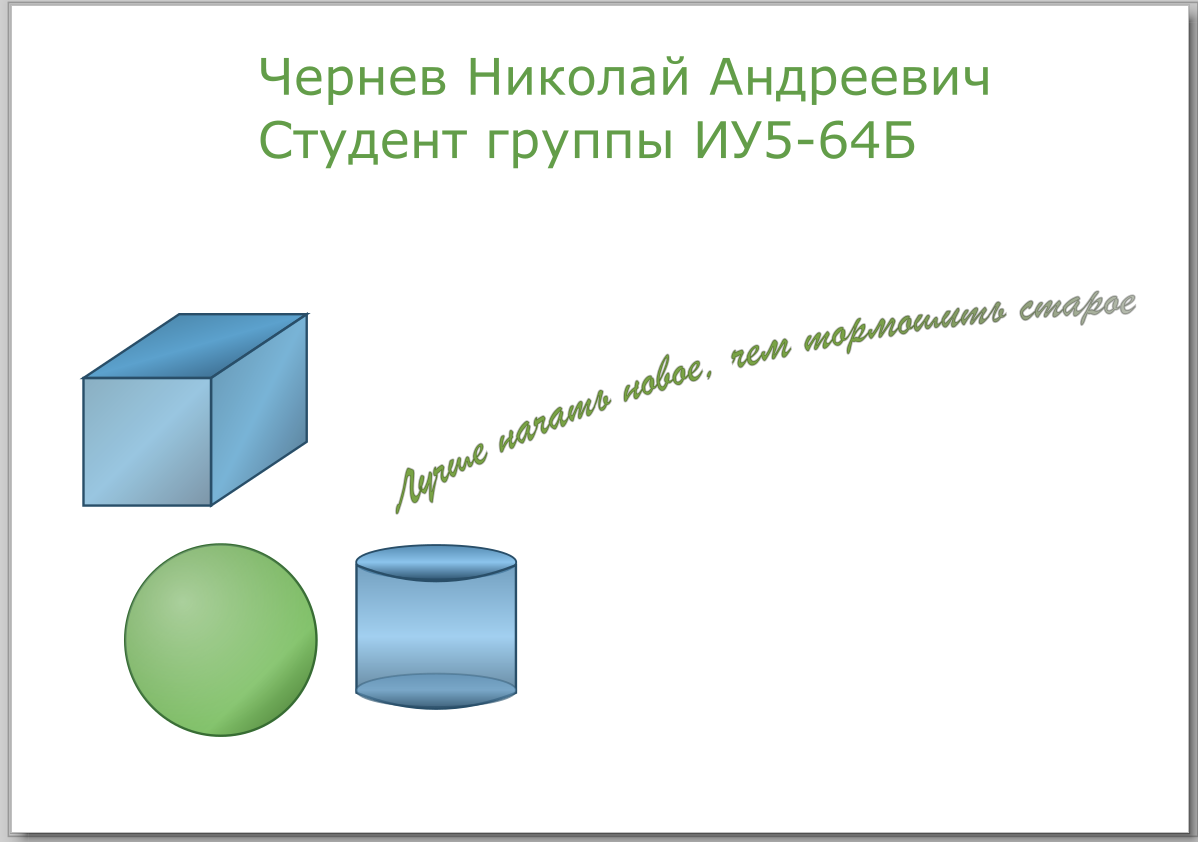 Чернев Николай Андреевич
Студент группы ИУ5-64Б
Лучше начать новое, чем тормошить старое